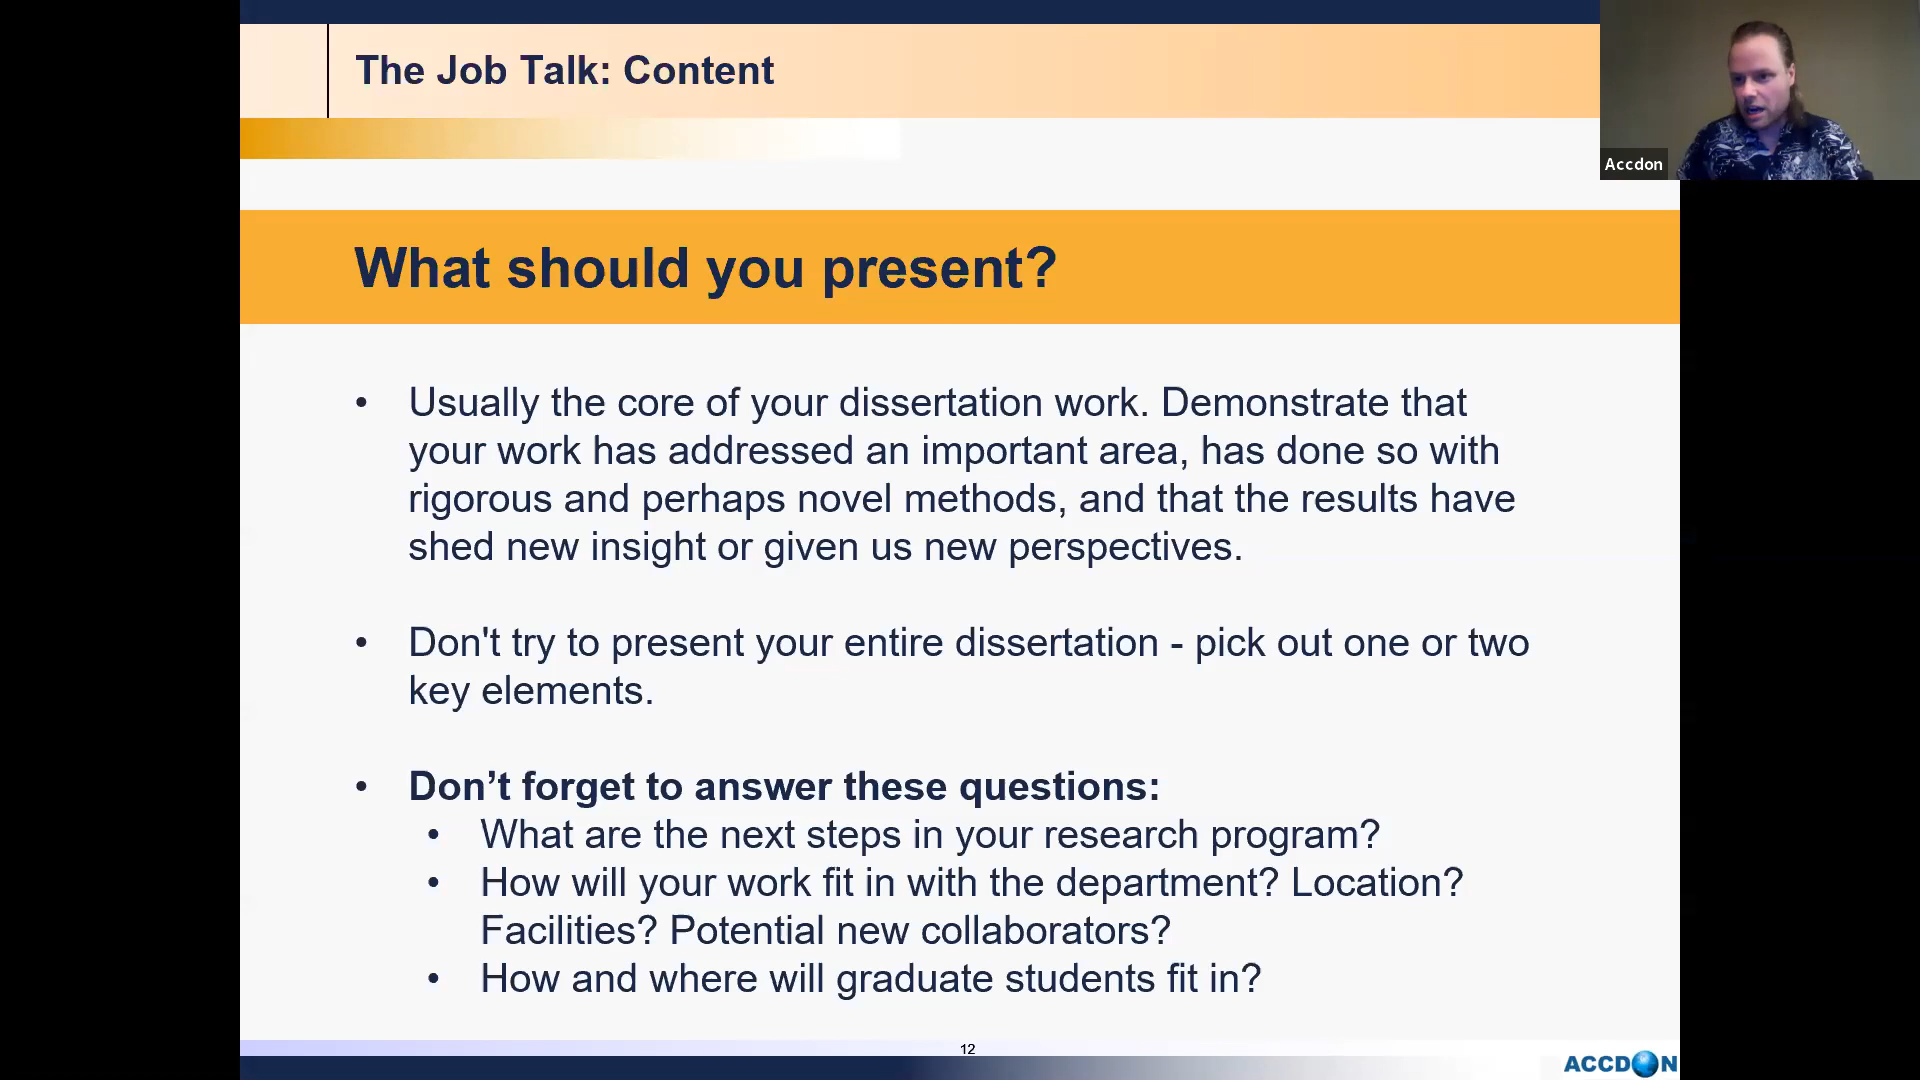 The Job Talk: Content
Accdon
What should you present?
• Usually the core of your dissertation work. Demonstrate that
your work has addressed an important area, has done so with
rigorous and perhaps novel methods, and that the results have
shed new insight or given us new perspectives.
• Don't try to present your entire dissertation - pick out one or two
key elements.
• Don’t forget to answer these questions:
• What are the next steps in your research program?
• How will your work fit in with the department? Location?
Facilities? Potential new collaborators?
• How and where will graduate students fit in?
12
ACCDON